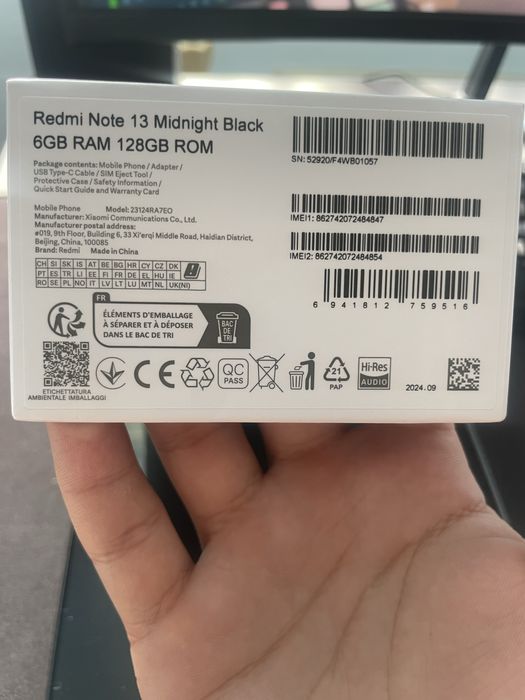 Redmi Note 13 Midnight Black
6GB RAM 128GB ROM
Package contents: Mobile Phone / Adapter /
USB Type-C Cable / SIM Eject Tool /
Protective Case / Safety Information /
Quick Start Guide and Warranty Card
Mobile Phone Model: 23124RA7EO
Manufacturer: Xiaomi Communications Co., Ltd.
Manufacturer postal address:
#019, 9th Floor, Building 6, 33 Xi'erqi Middle Road, Haidian District,
Beijing, China, 100085
Brand: Redmi Made in China
SN: 52920/F4WB01057
IMEI1: 862742072484847
IMEI2: 862742072484854
6 941812 759516
CH SI SK IS AT BE BG HR CY CZ DK
PT ES TR LI EE FI FR DE EL HU IE
RO SE PL NO IT LV LT LU MT NL UK(NI)
FR
ÉLÉMENTS D'EMBALLAGE
À SÉPARER ET À DÉPOSER
DANS LE BAC DE TRI
BAC
DE
TRI
ETICHETTATURA
AMBIENTALE IMBALLAGGI
CE
QC
PASS
21
PAP
Hi-Res
AUDIO
2024.09